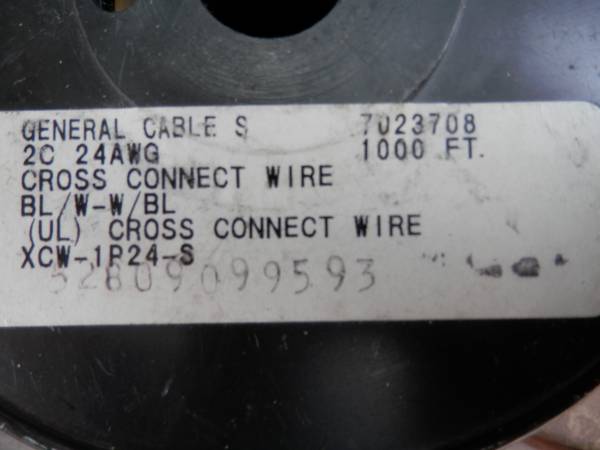 GENERAL CABLE S 7023708
2C 24AWG 1000 FT.
CROSS CONNECT WIRE
BL/W-W/BL
(UL) CROSS CONNECT WIRE
XCW-1P24-S
52809099593